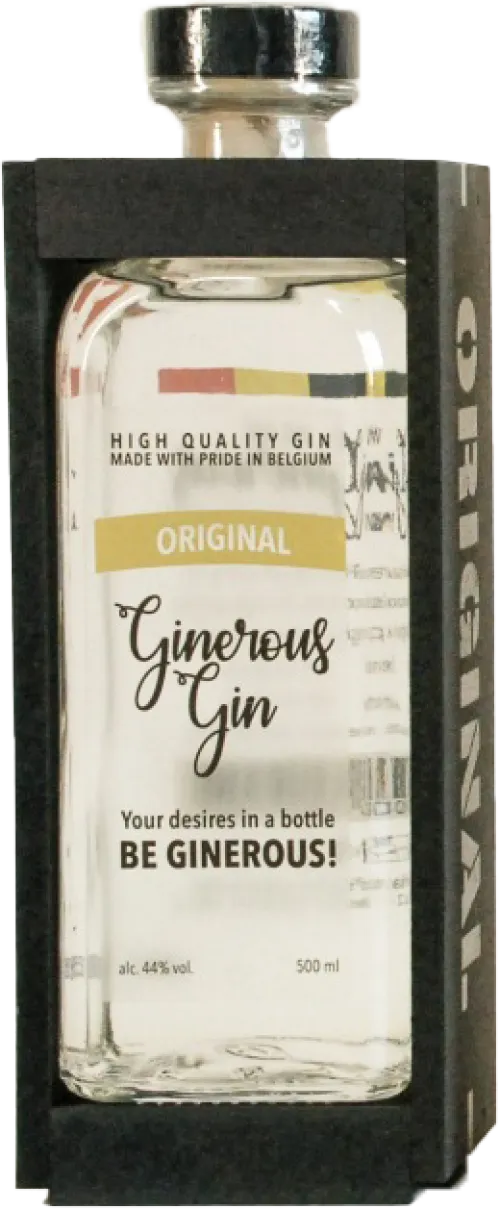 HIGH QUALITY GIN
MADE WITH PRIDE IN BELGIUM
ORIGINAL
Ginerous
Gin
Your desires in a bottle
BE GINEROUS!
alc. 44% vol.
500 ml
ORIGINAL